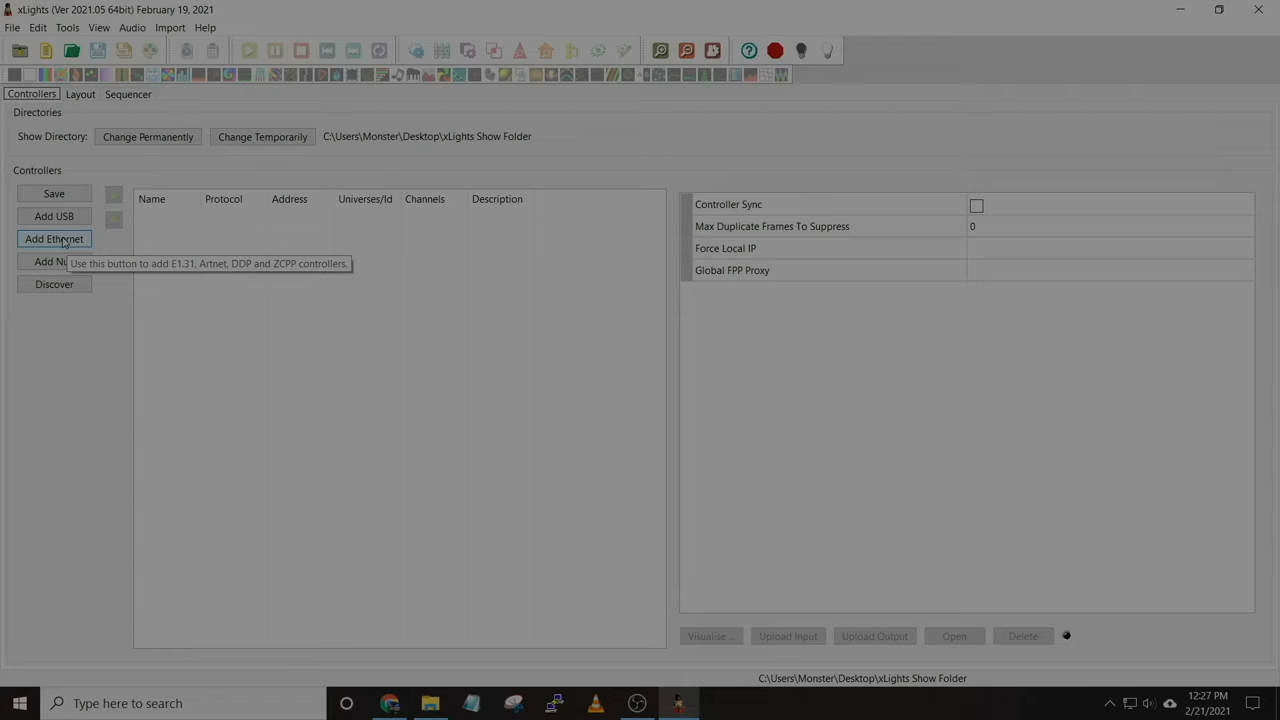 xLights (Ver 2021.05 64bit) February 19, 2021
File Edit Tools View Audio Import Help
Controllers Layout Sequencer
Directories
Show Directory: Change Permanently Change Temporarily C:\Users\Monster\Desktop\xLights Show Folder
Controllers
Save
Add USB
Add Ethernet
Add Nu
Discover
Use this button to add E1.31, Artnet, DDP and ZCPP controllers.
Name Protocol Address Universes/Id Channels Description
Controller Sync
Max Duplicate Frames To Suppress 0
Force Local IP
Global FPP Proxy
Visualise ... Upload Input Upload Output Open Delete
C:\Users\Monster\Desktop\xLights Show Folder
Type here to search
12:27 PM
2/21/2021